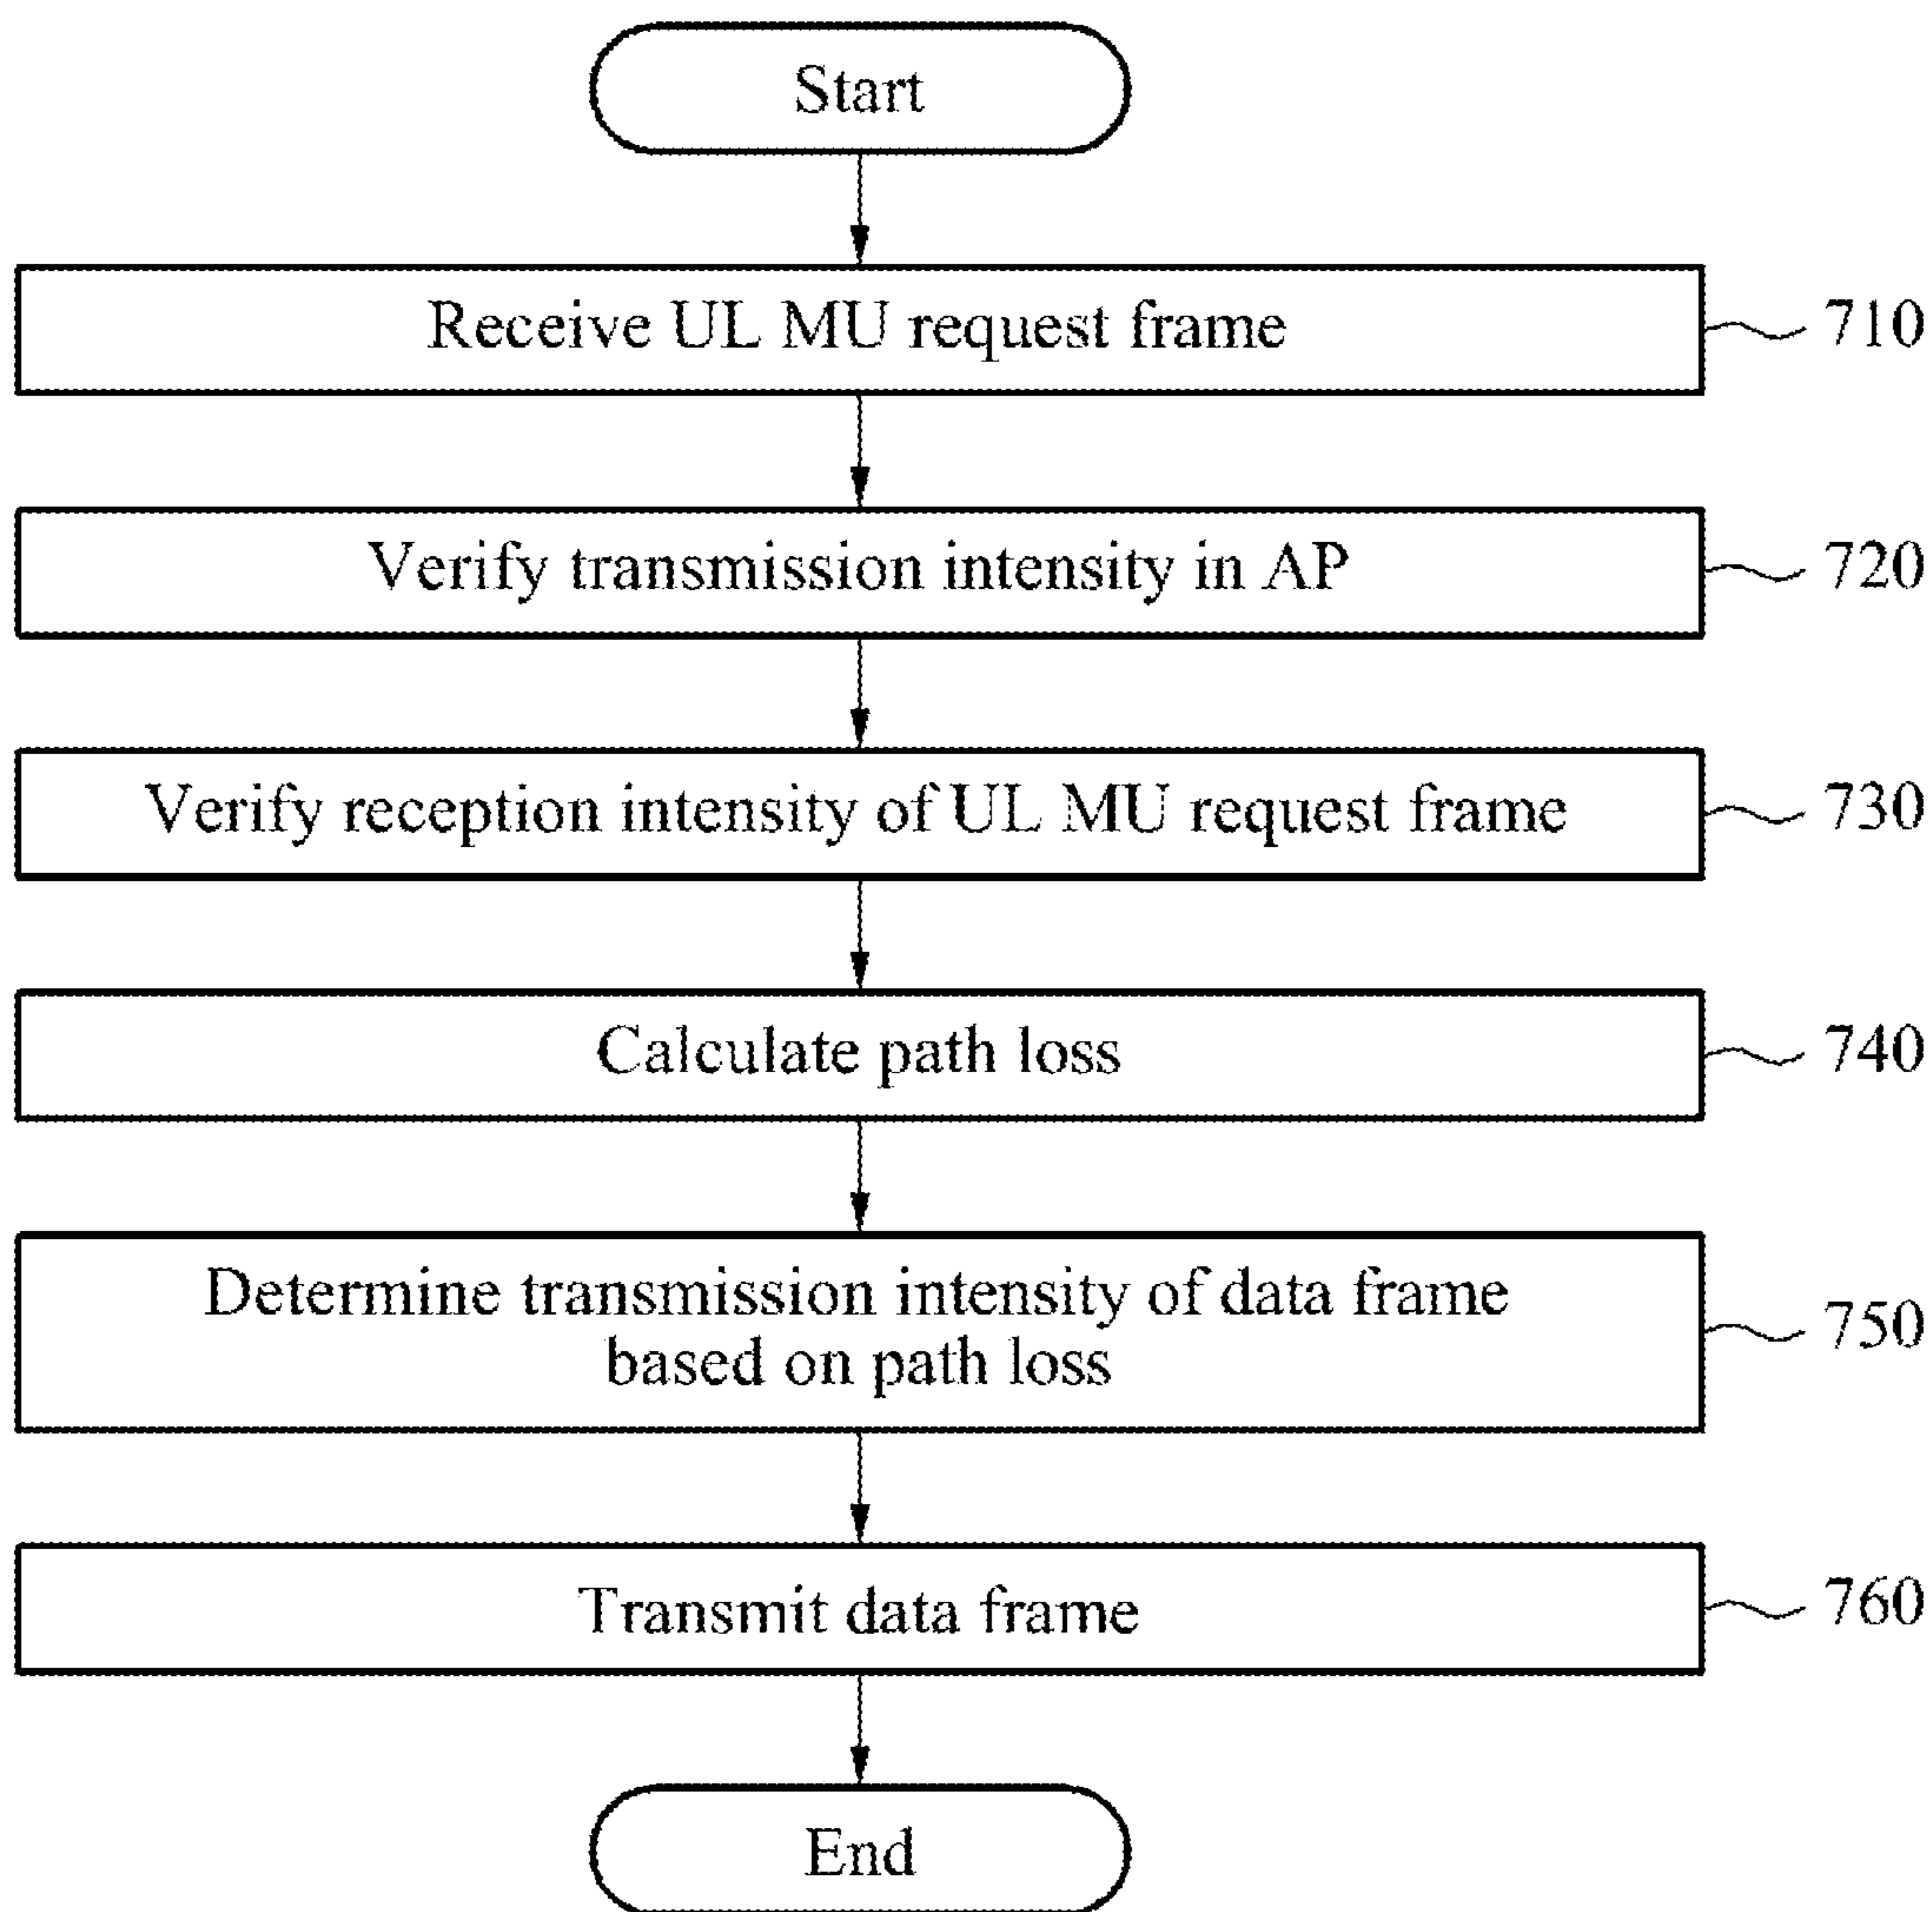 Start
Receive UL MU request frame
710
Verify transmission intensity in AP
720
Verify reception intensity of UL MU request frame
730
Calculate path loss
740
Determine transmission intensity of data frame
based on path loss
750
Transmit data frame
760
End